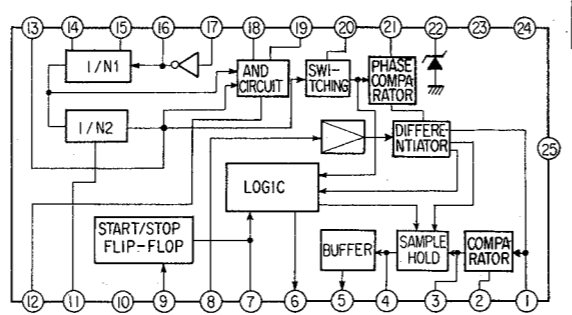 13 14 15 16 17 18 19 20 21 22 23 24
1/N1
AND
CIRCUIT
SWI-
TCHING
PHASE
COMPA-
RATOR
1/N2
DIFFER-
ENTIATOR
25
LOGIC
START/STOP
FLIP-FLOP
BUFFER
SAMPLE
HOLD
COMPA-
RATOR
12 11 10 9 8 7 6 5 4 3 2 1